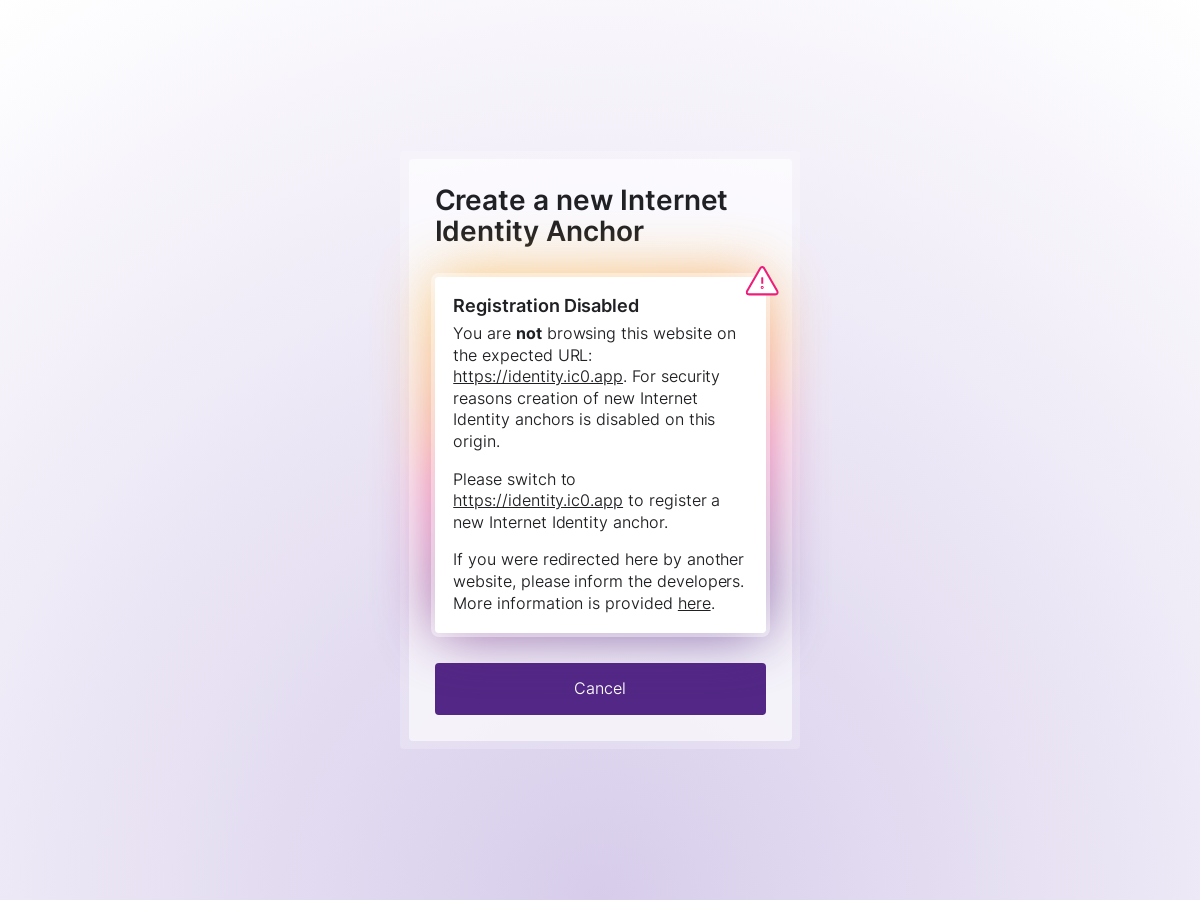 Create a new Internet
Identity Anchor
Registration Disabled
You are not browsing this website on
the expected URL:
https://identity.ic0.app. For security
reasons creation of new Internet
Identity anchors is disabled on this
origin.
Please switch to
https://identity.ic0.app to register a
new Internet Identity anchor.
If you were redirected here by another
website, please inform the developers.
More information is provided here.
Cancel